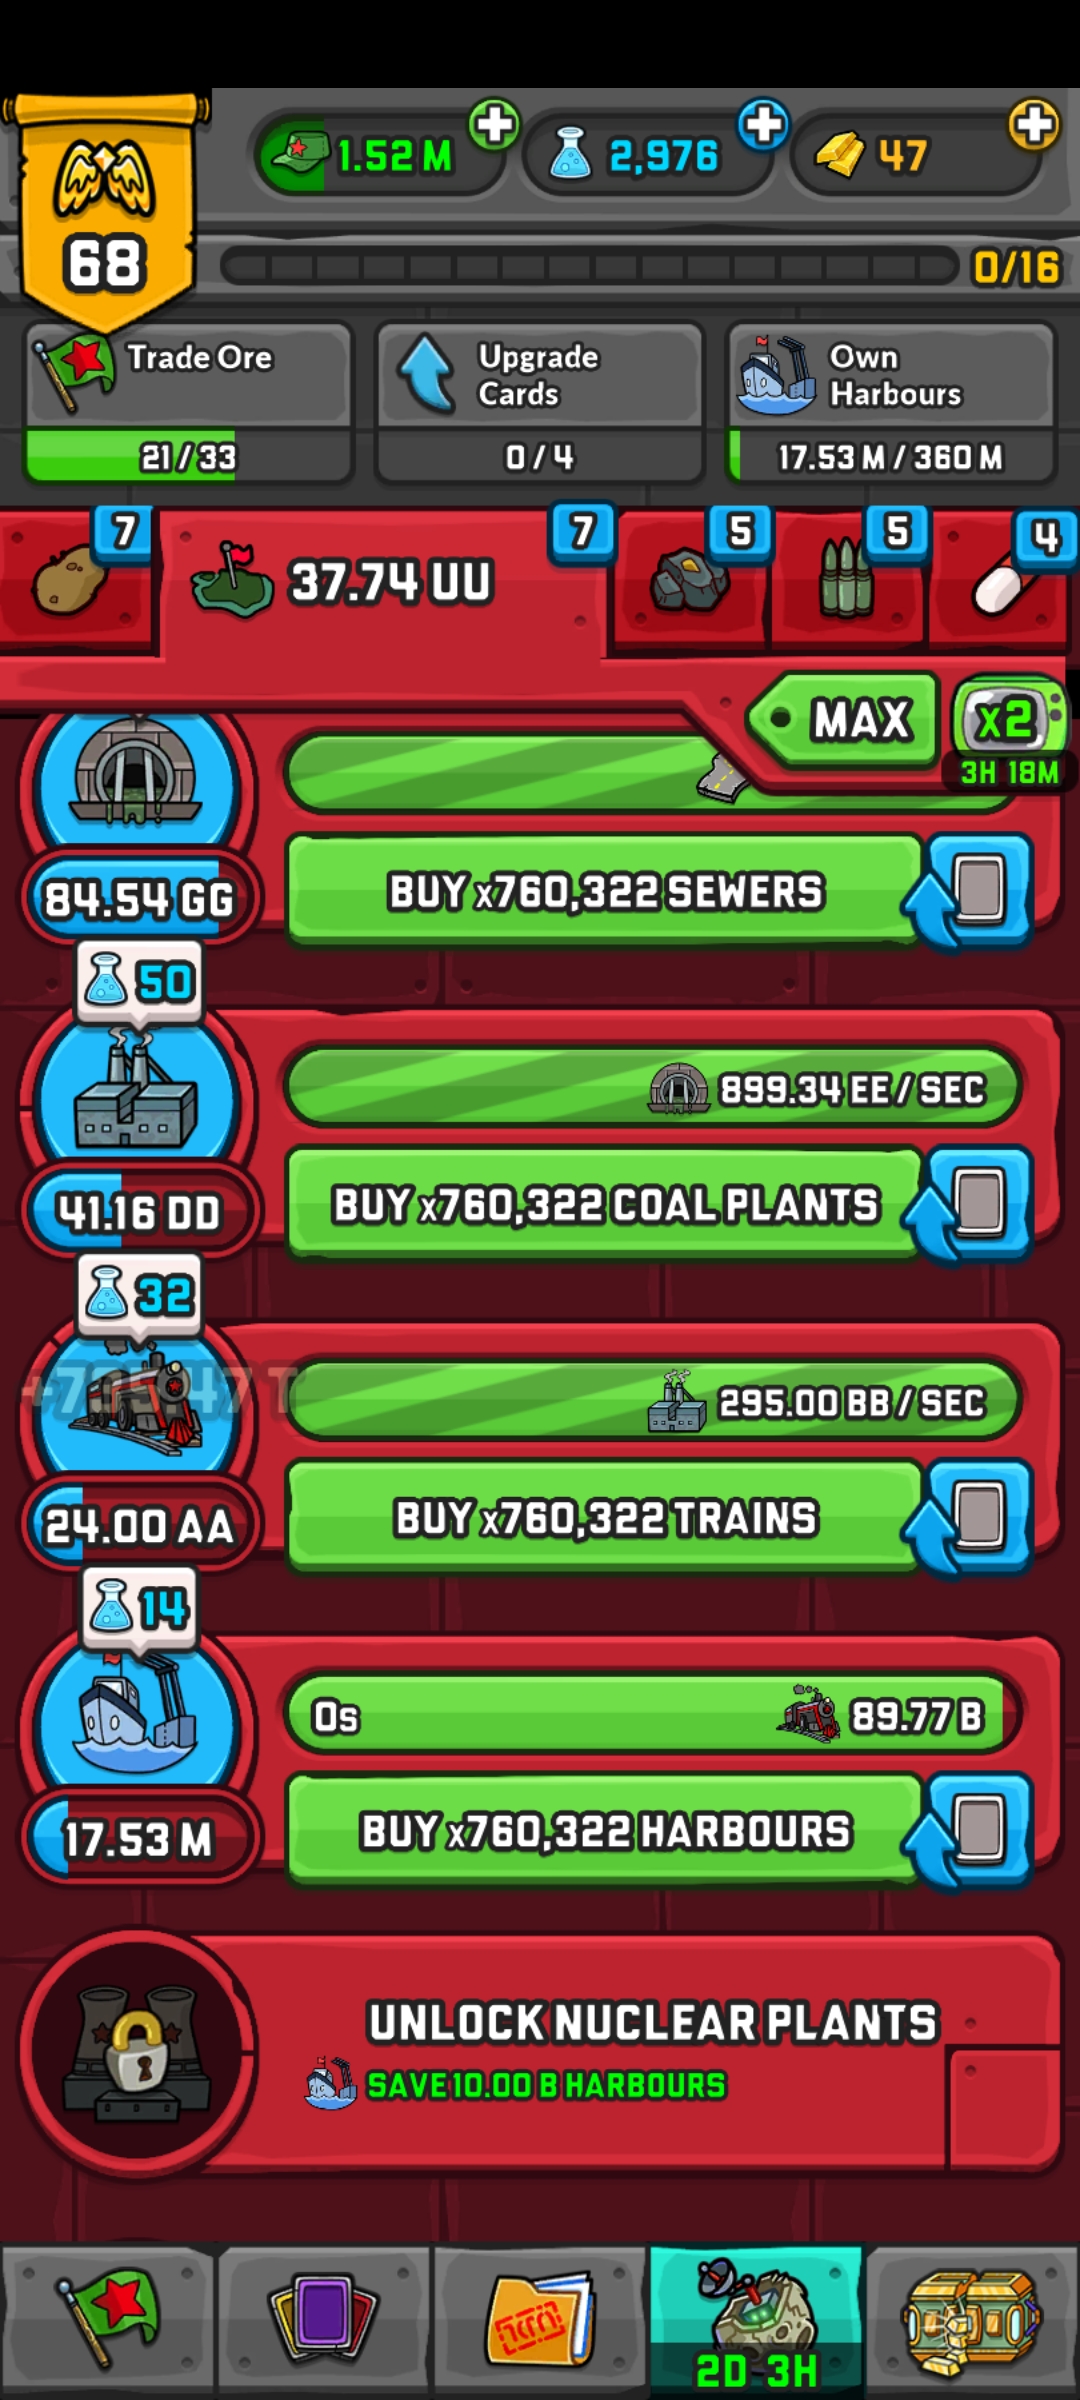 1.52 M
2,976
47
68
0/16
Trade Ore
21/33
Upgrade
Cards
0/4
Own
Harbours
17.53 M/360 M
7
37.74 UU
7
5
5
4
MAX
x2
3H 18M
84.54 GG
BUY x760,322 SEWERS
50
899.34 EE/SEC
41.16 DD
BUY x760,322 COAL PLANTS
32
295.00 BB/SEC
24.00 AA
BUY x760,322 TRAINS
14
0s
89.77 B
17.53 M
BUY x760,322 HARBOURS
UNLOCK NUCLEAR PLANTS
SAVE 10.00 B HARBOURS
2D 3H